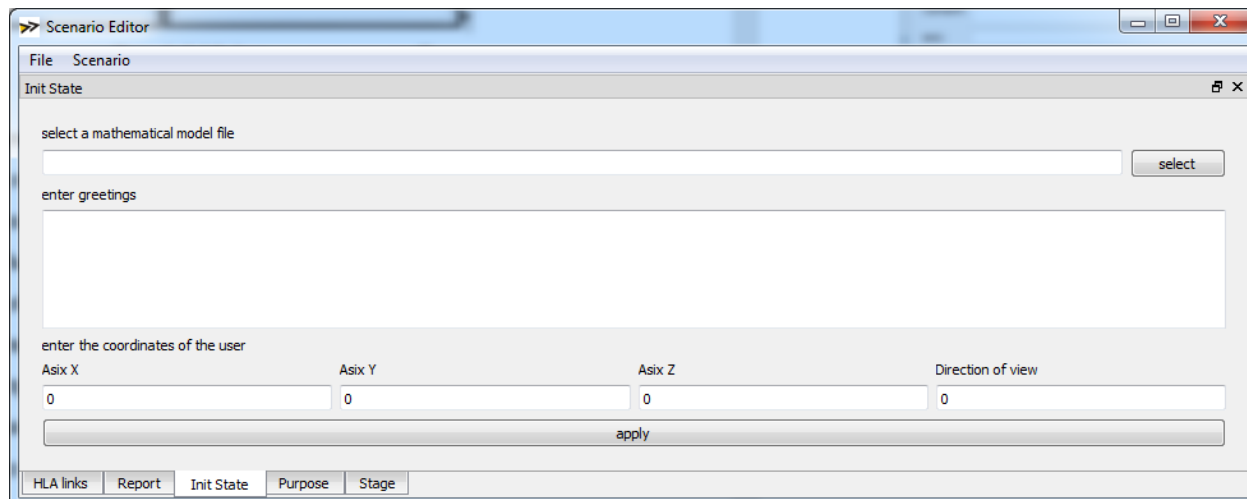 Scenario Editor
File Scenario
Init State
select a mathematical model file
select
enter greetings
enter the coordinates of the user
Asix X Asix Y Asix Z Direction of view
0 0 0 0
apply
HLA links Report Init State Purpose Stage